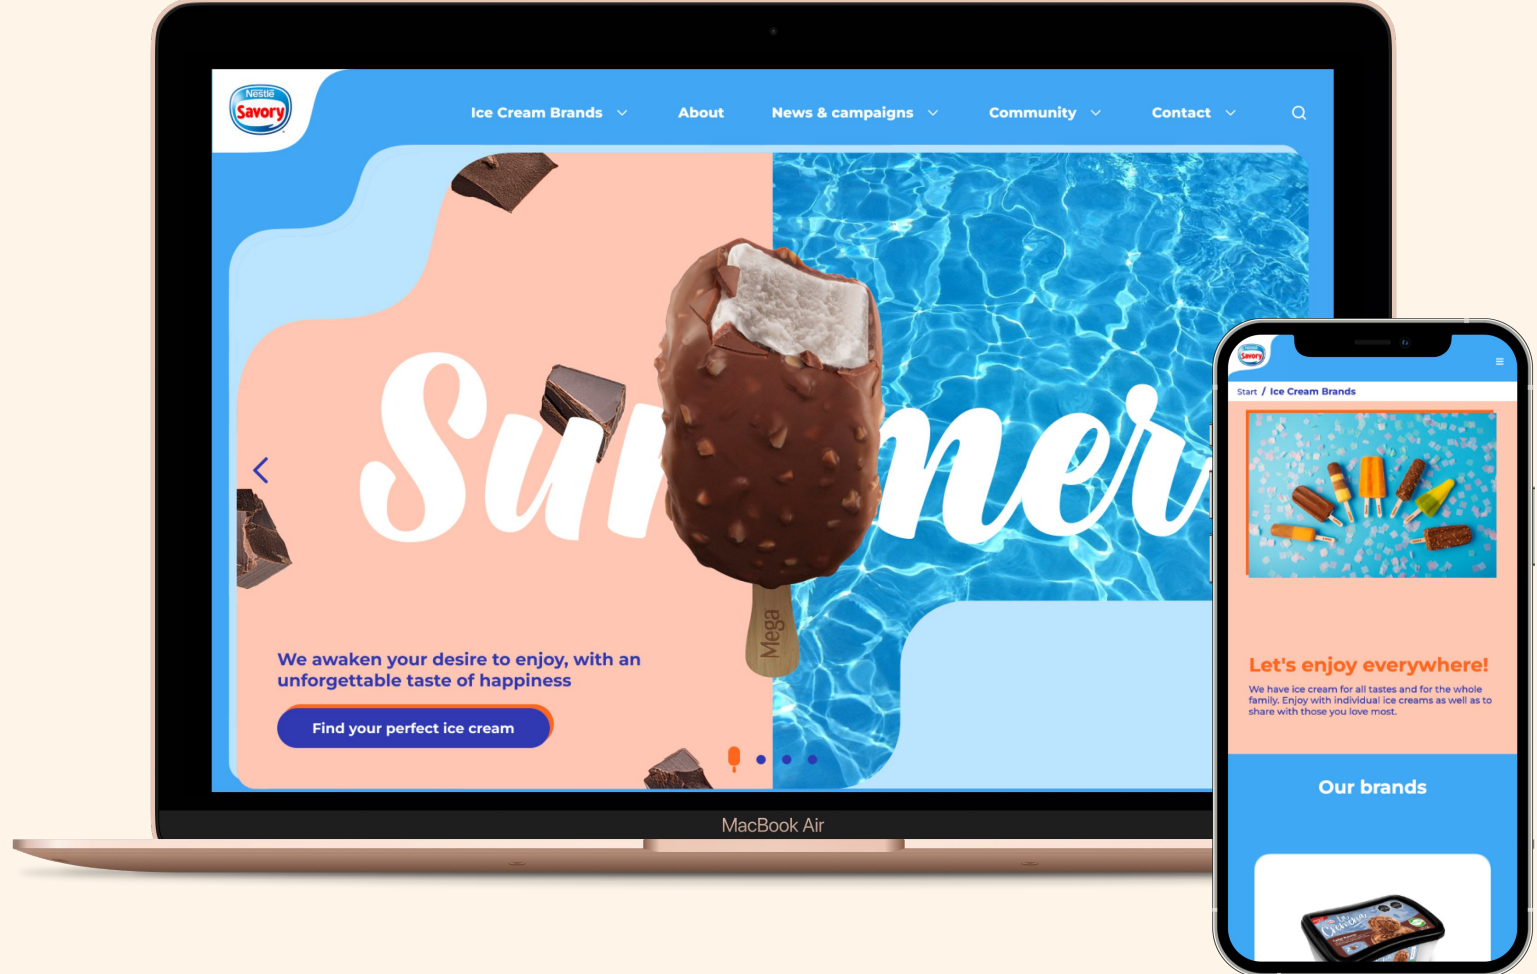 Nestlé
Savory
Ice Cream Brands
About
News & campaigns
Community
Contact
Summer
Mega
We awaken your desire to enjoy, with an
unforgettable taste of happiness
Find your perfect ice cream
MacBook Air
Savory
Start / Ice Cream Brands
Let's enjoy everywhere!
We have ice cream for all tastes and for the whole
family. Enjoy with individual ice creams as well as to
share with those you love most.
Our brands
La
Cremería